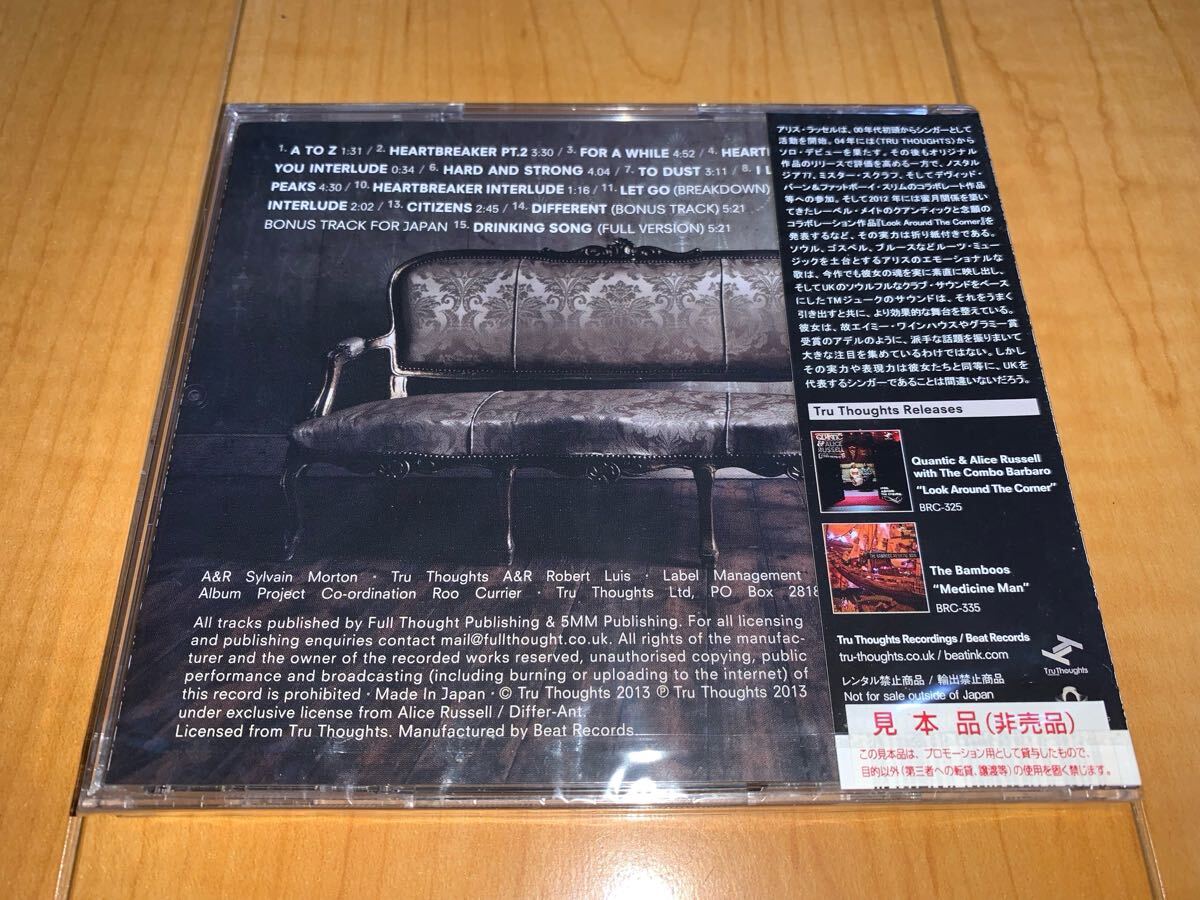 1. A TO Z 1:31 / 2. HEARTBREAKER PT.2 3:30 / 3. FOR A WHILE 4:52 / 4. HEARTI
YOU INTERLUDE 0:34 / 6. HARD AND STRONG 4.04 / 7. TO DUST 3:11 / 8. I L
PEAKS 4:30 / 10. HEARTBREAKER INTERLUDE 1:16 / 11. LET GO (BREAKDOWN)
INTERLUDE 2:02 / 13. CITIZENS 2:45 / 14. DIFFERENT (BONUS TRACK) 5:21
BONUS TRACK FOR JAPAN 15. DRINKING SONG (FULL VERSION) 5:21
A&R Sylvain Morton · Tru Thoughts A&R Robert Luis · Label Management
Album Project Co-ordination Roo Currier · Tru Thoughts Ltd, PO Box 2818
All tracks published by Full Thought Publishing & 5MM Publishing. For all licensing
and publishing enquiries contact mail@fullthought.co.uk. All rights of the manufac-
turer and the owner of the recorded works reserved, unauthorised copying, public
performance and broadcasting (including burning or uploading to the internet) of
this record is prohibited · Made In Japan · © Tru Thoughts 2013 ℗ Tru Thoughts 2013
under exclusive license from Alice Russell / Differ-Ant.
Licensed from Tru Thoughts. Manufactured by Beat Records.
アリス・ラッセルは、00年代初頭からシンガーとして
活動を開始。04年には〈TRU THOUGHTS〉から
ソロ・デビューを果たす。その後もオリジナル
作品のリリースで評価を高める一方で、ノスタル
ジア77、ミスター・スクラフ、そしてデヴィッド・
バーン＆ファットボーイ・スリムのコラボレート作品
等への参加。そして2012年には蜜月関係を築い
てきたレーベル・メイトのクアンティックと念願の
コラボレーション作品『Look Around The Corner』を
発表するなど、その実力は折り紙付きである。
ソウル、ゴスペル、ブルースなどルーツ・ミュー
ジックを土台とするアリスのエモーショナルな
歌は、今作でも彼女の魂を実に素直に映し出し、
そしてUKのソウルフルなクラブ・サウンドをベース
にしたTMジュークのサウンドは、それをうまく
引き出すと共に、より効果的な舞台を整えている。
彼女は、故エイミー・ワインハウスやグラミー賞
受賞のアデルのように、派手な話題を振りまいて
大きな注目を集めているわけではない。しかし
その実力や表現力は彼女たちと同等に、UKを
代表するシンガーであることは間違いないだろう。
Tru Thoughts Releases
QUANTIC
& ALICE
RUSSELL
Quantic & Alice Russell
with The Combo Barbaro
"Look Around The Corner"
BRC-325
THE BAMBOOS MEDICINE MAN
The Bamboos
"Medicine Man"
BRC-335
Tru Thoughts Recordings / Beat Records
tru-thoughts.co.uk / beatink.com
Tru Thoughts
レンタル禁止商品 / 輸出禁止商品
Not for sale outside of Japan
見本品(非売品)
この見本品は、プロモーション用として貸与したもので、
目的以外(第三者への転貸、譲渡等)の使用を固く禁じます。